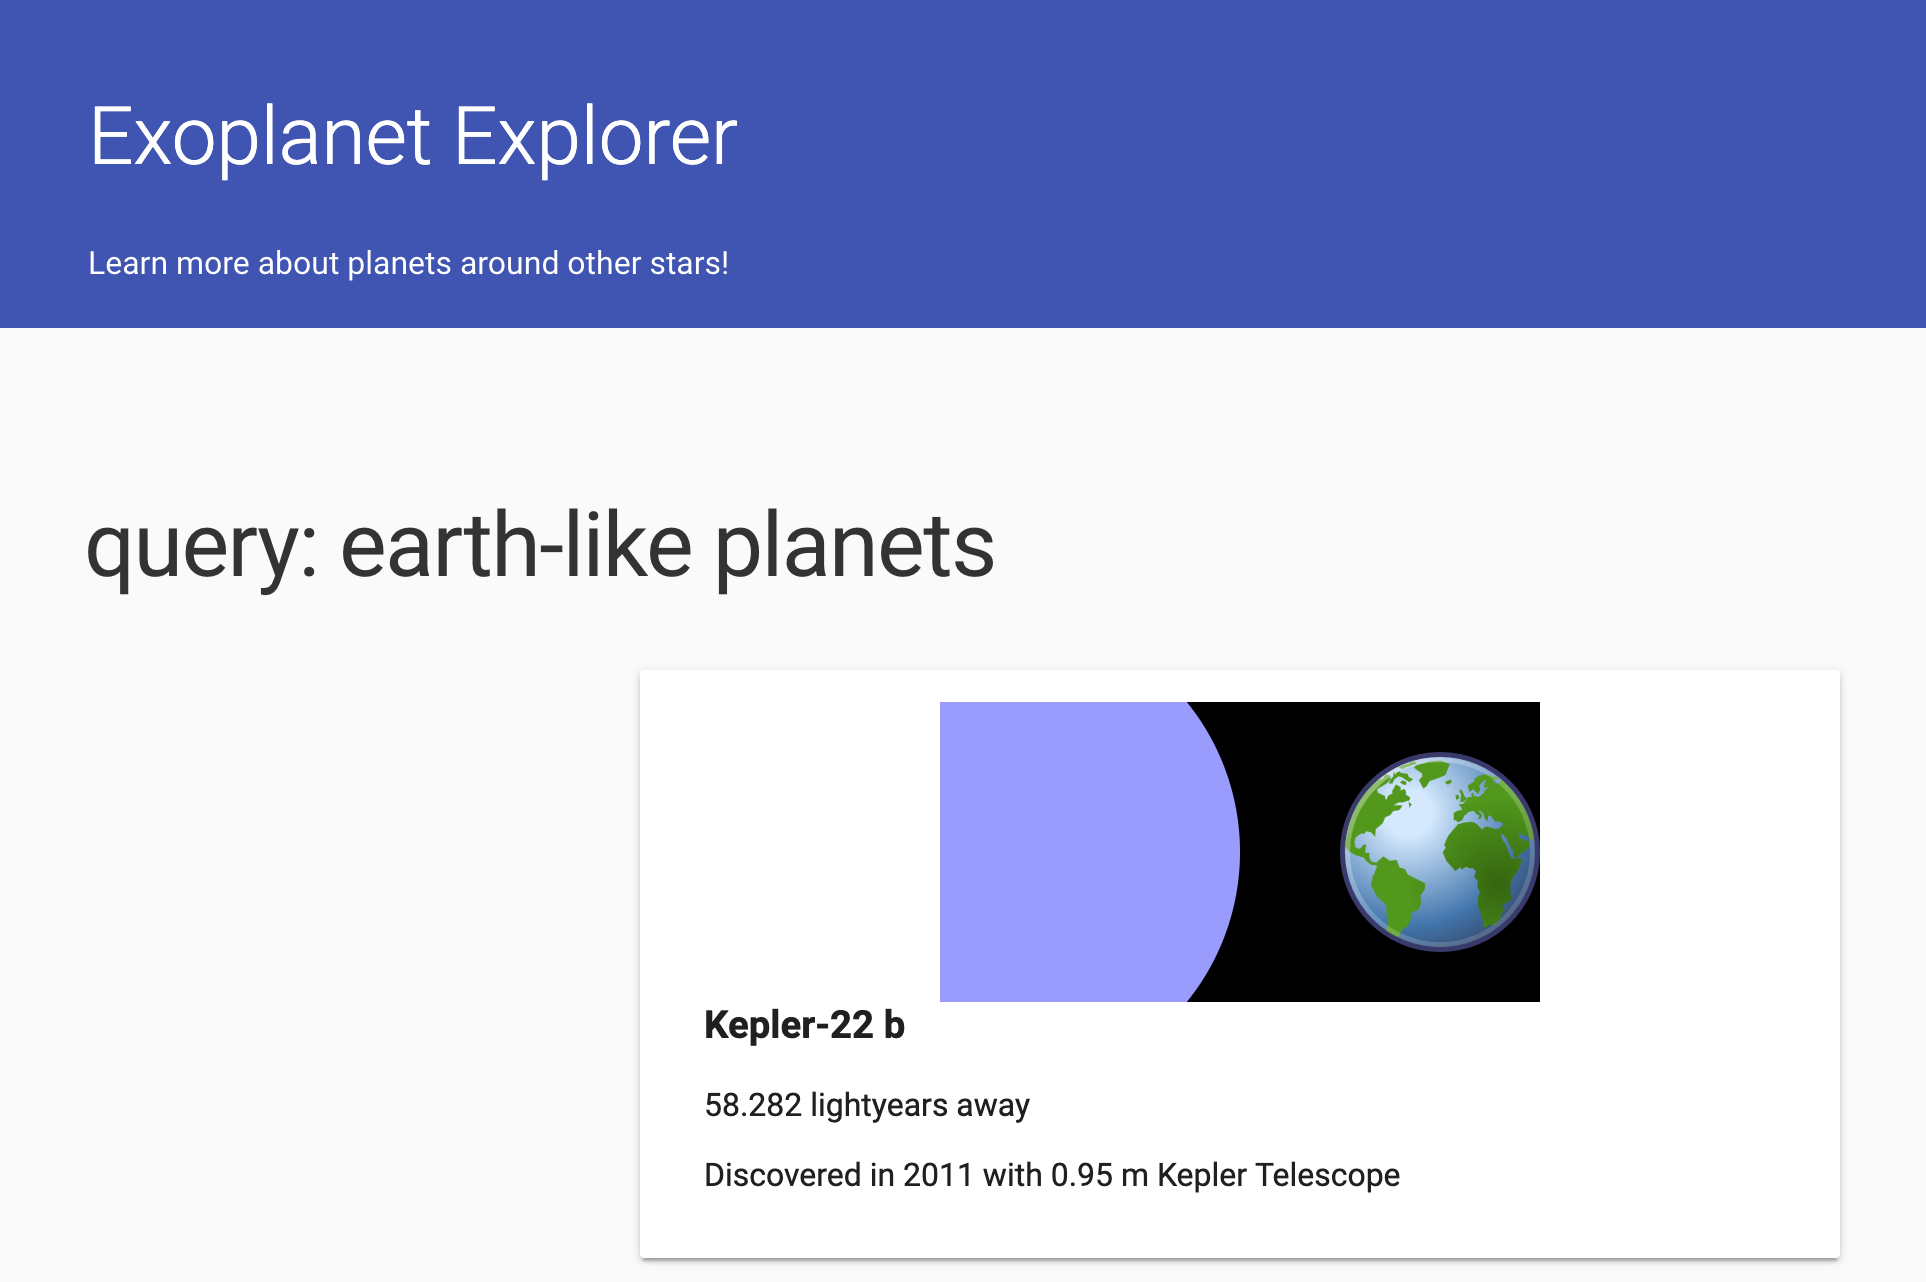 Exoplanet Explorer
Learn more about planets around other stars!
query: earth-like planets
Kepler-22 b
58.282 lightyears away
Discovered in 2011 with 0.95 m Kepler Telescope